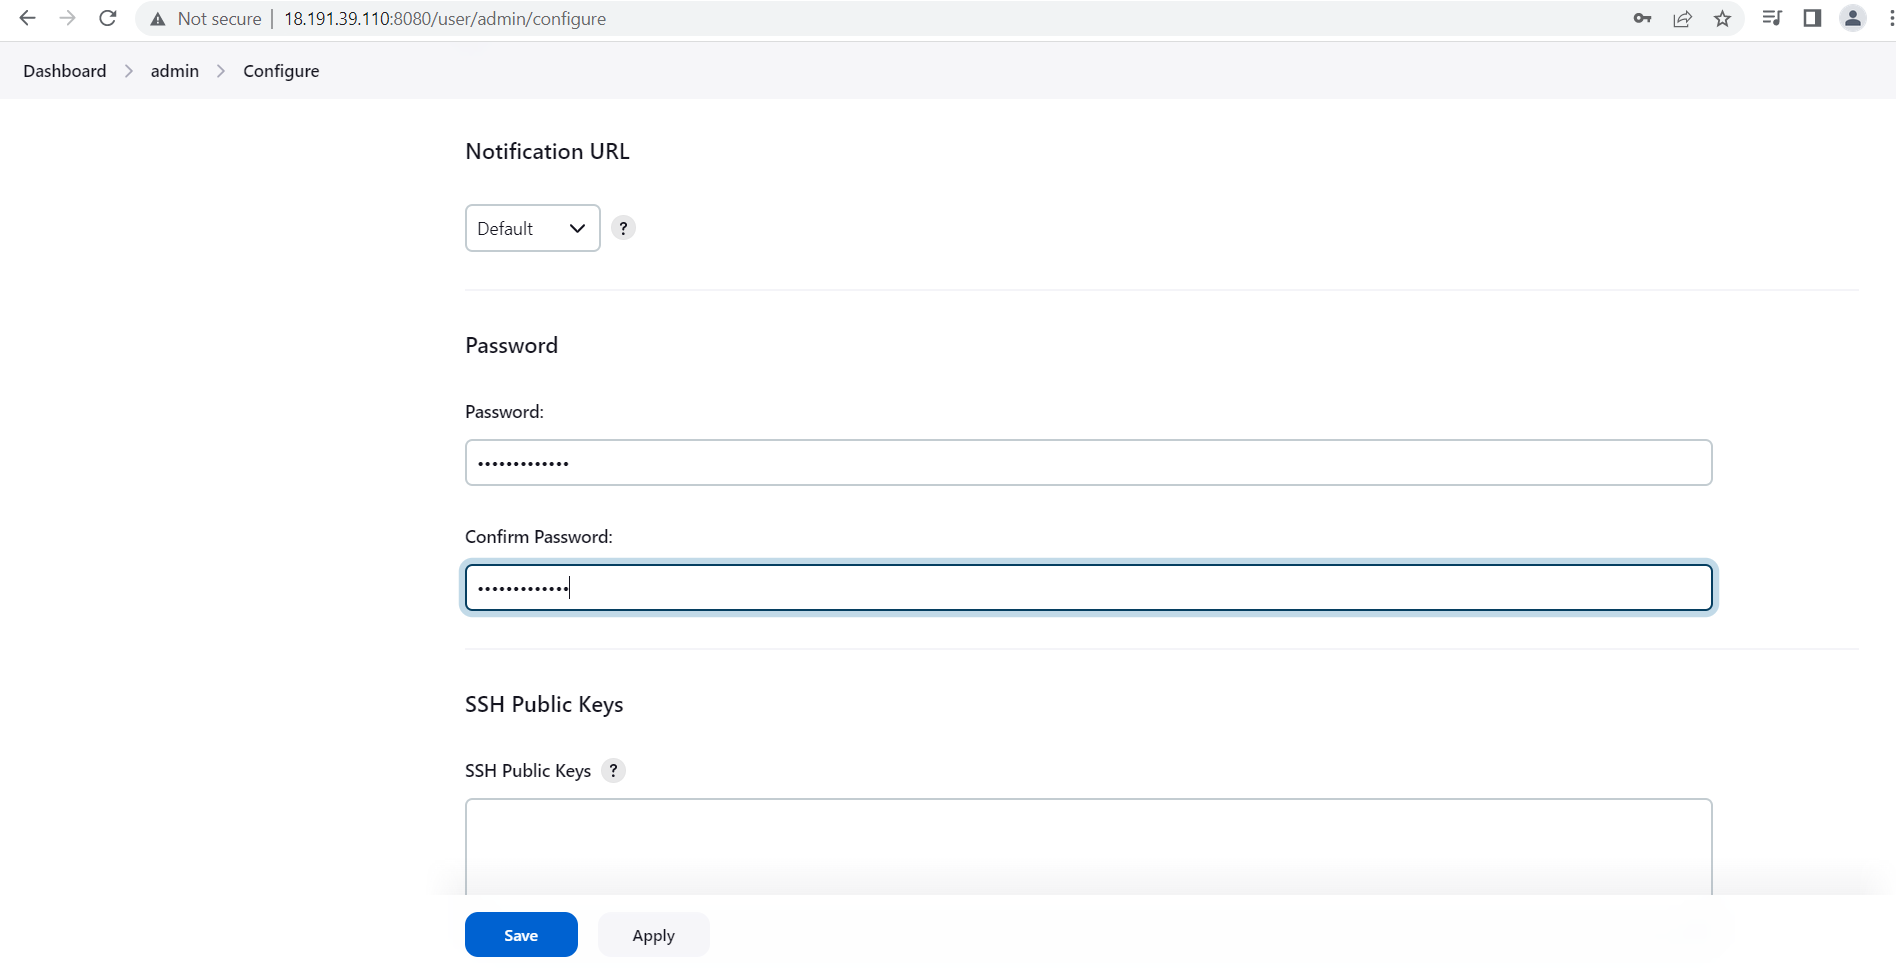 Not secure | 18.191.39.110:8080/user/admin/configure
Dashboard > admin > Configure
Notification URL
Default ?
Password
Password:
•••••••••••••
Confirm Password:
•••••••••••••
SSH Public Keys
SSH Public Keys ?
Save Apply